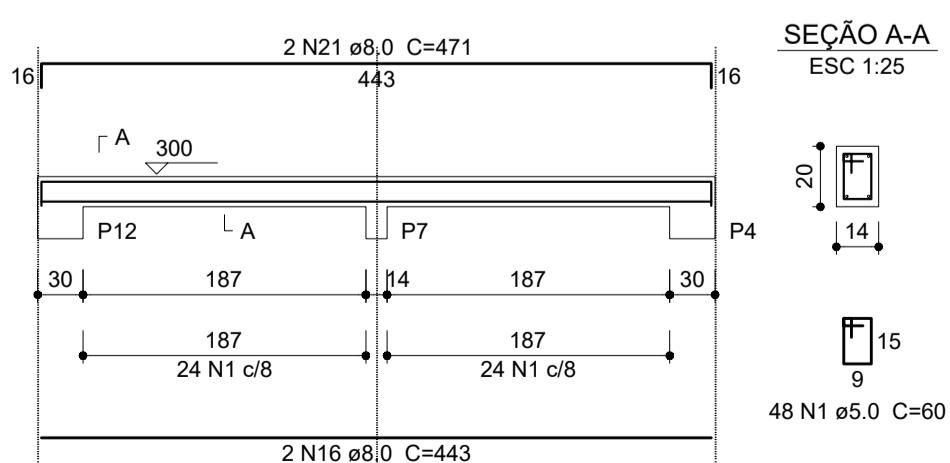 2 N21 ø8.0 C=471
16
443
16
A
300
P12
A
P7
P4
30
187
14
187
30
187
24 N1 c/8
187
24 N1 c/8
2 N16 ø8.0 C=443
SEÇÃO A-A
ESC 1:25
20
14
15
9
48 N1 ø5.0 C=60